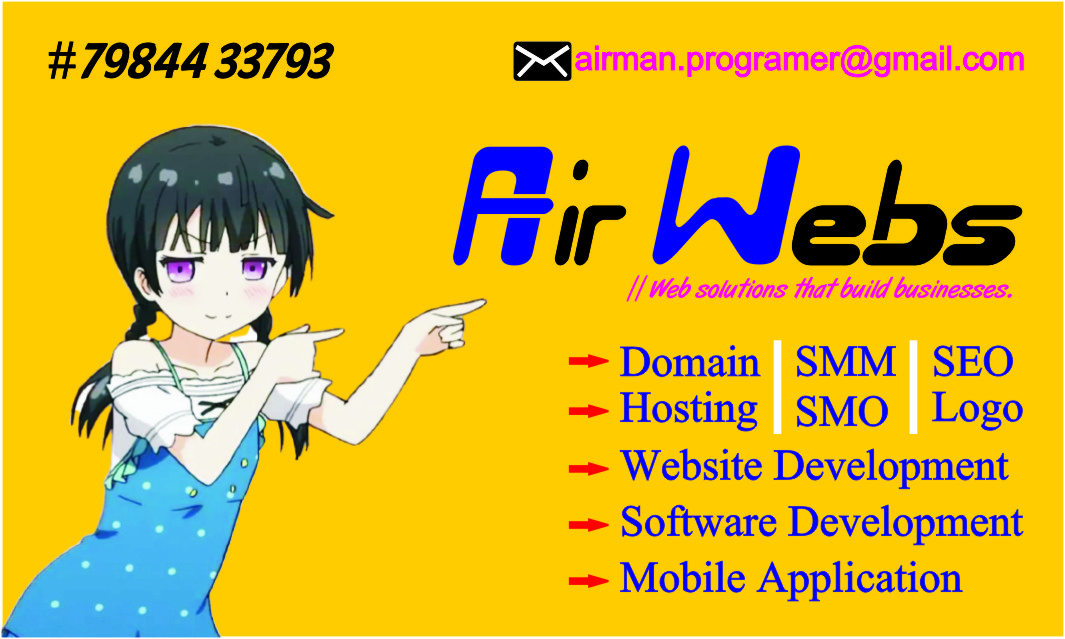 #79844 33793
airman.programer@gmail.com
Air Webs
// Web solutions that build businesses.
Domain | SMM | SEO
Hosting | SMO | Logo
Website Development
Software Development
Mobile Application